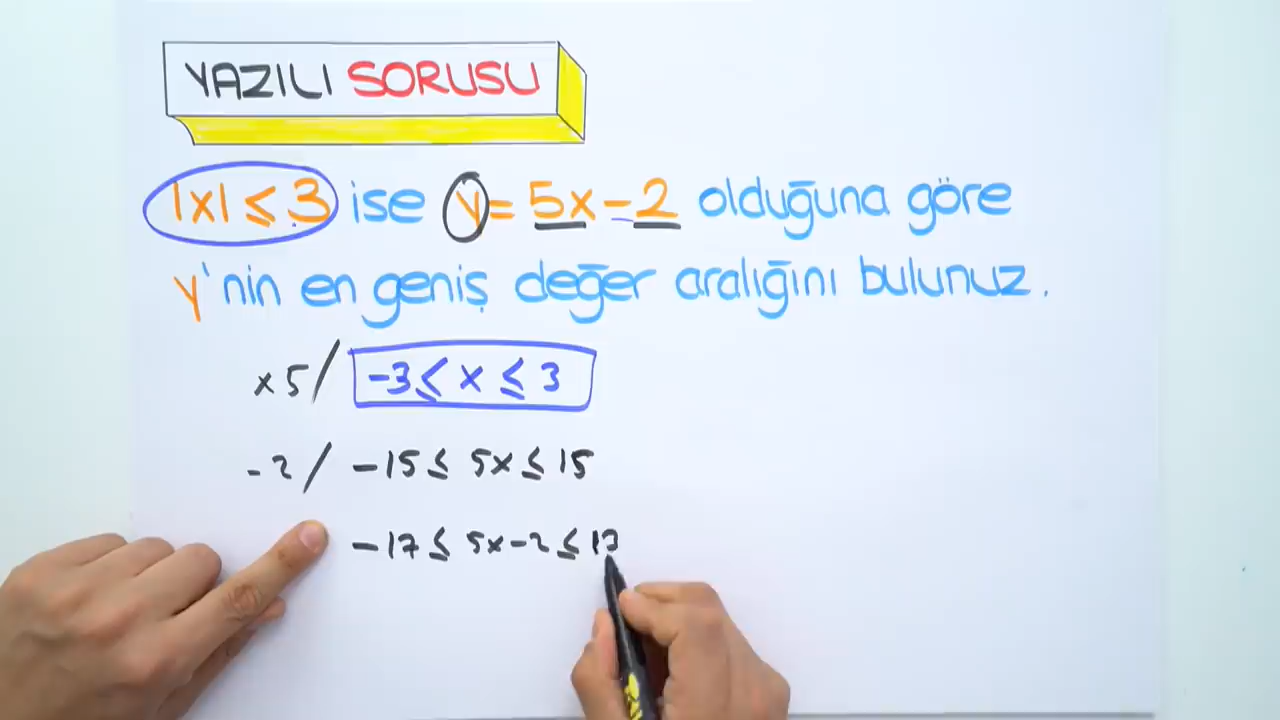 YAZILI SORUSU
|x| ≤ 3 ise y = 5x - 2 olduğuna göre
y'nin en geniş değer aralığını bulunuz.
x5 / -3 ≤ x ≤ 3
-2 / -15 ≤ 5x ≤ 15
-17 ≤ 5x - 2 ≤ 13